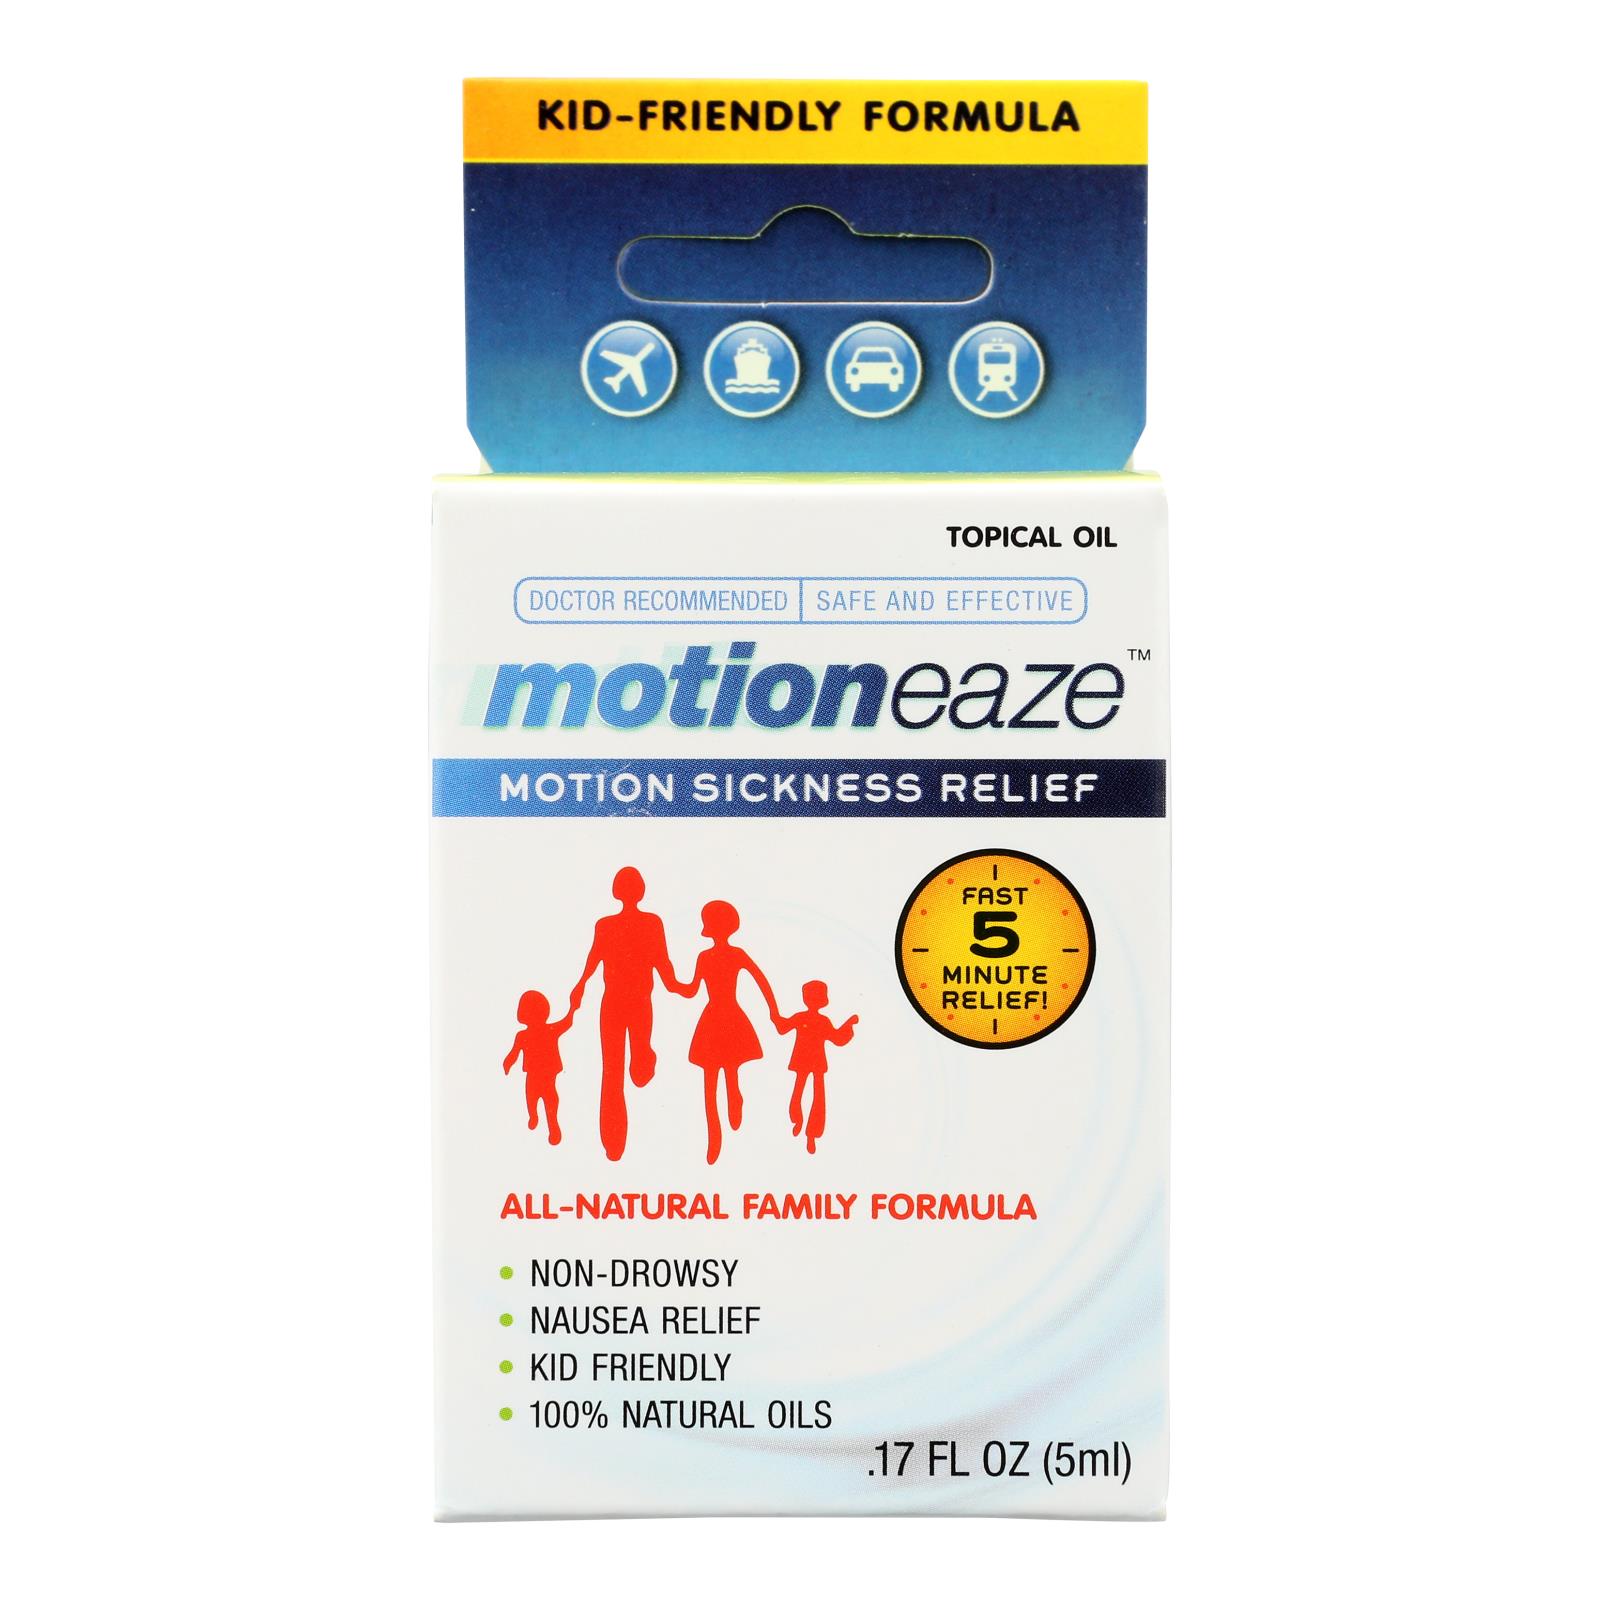 KID-FRIENDLY FORMULA
TOPICAL OIL
DOCTOR RECOMMENDED | SAFE AND EFFECTIVE
motioneaze™
MOTION SICKNESS RELIEF
FAST
5
MINUTE
RELIEF!
ALL-NATURAL FAMILY FORMULA
• NON-DROWSY
• NAUSEA RELIEF
• KID FRIENDLY
• 100% NATURAL OILS
.17 FL OZ (5ml)